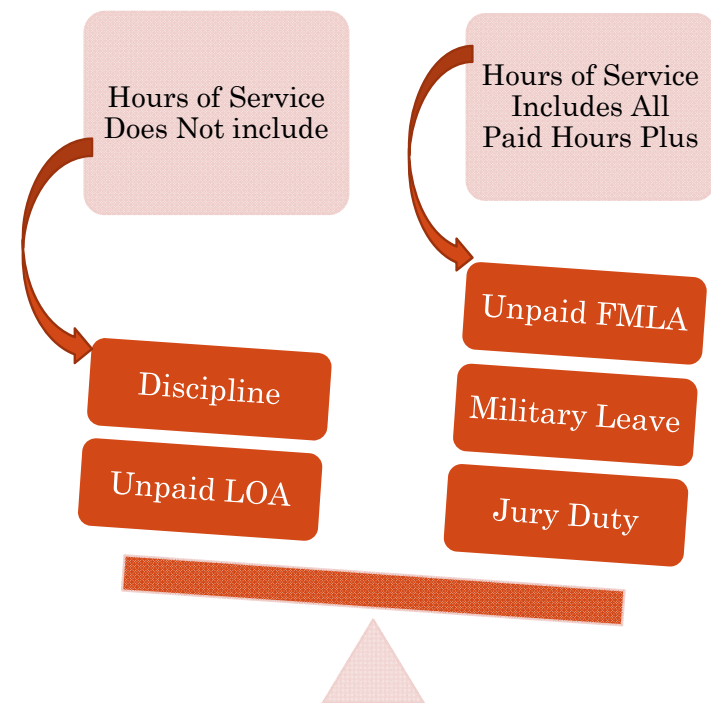 Hours of Service
Does Not include
Hours of Service
Includes All
Paid Hours Plus
Discipline
Unpaid LOA
Unpaid FMLA
Military Leave
Jury Duty